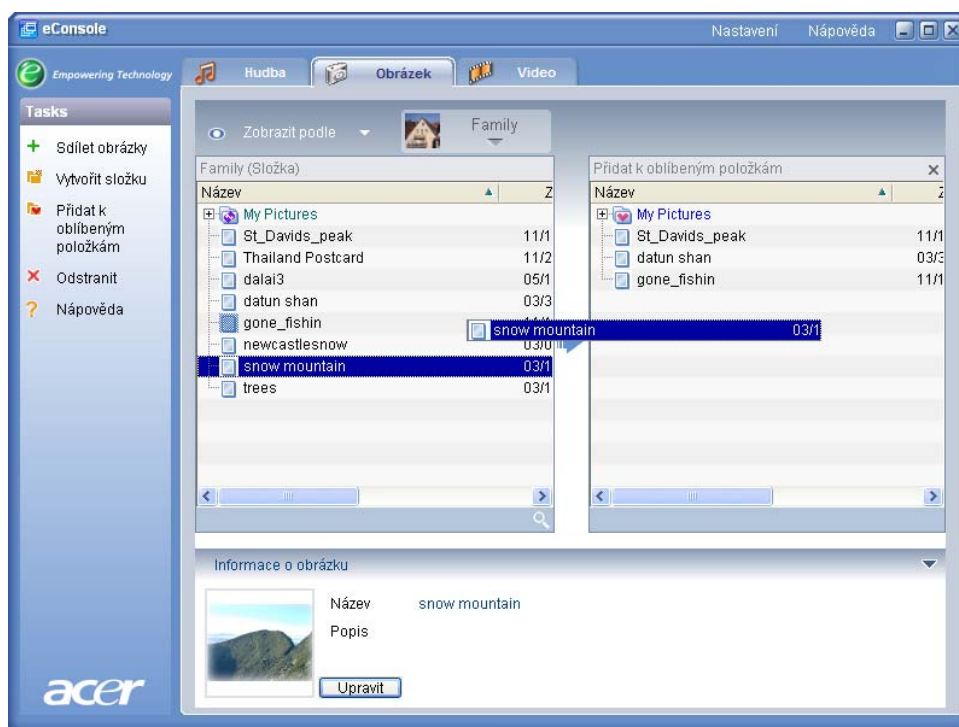 eConsole
Nastavení Nápověda
Empowering Technology
Hudba Obrázek Video
Tasks
Sdílet obrázky
Vytvořit složku
Přidat k
oblíbeným
položkám
Odstranit
Nápověda
Zobrazit podle Family
Family (Složka)
Název Z
My Pictures
St_Davids_peak 11/1
Thailand Postcard 11/2
dalai3 05/1
datun shan 03/3
gone_fishin
newcastlesnow 03/0
snow mountain 03/1
trees 03/1
snow mountain 03/1
Přidat k oblíbeným položkám
Název Z
My Pictures
St_Davids_peak 11/1
datun shan 03/3
gone_fishin 11/1
Informace o obrázku
Název snow mountain
Popis
Upravit
acer